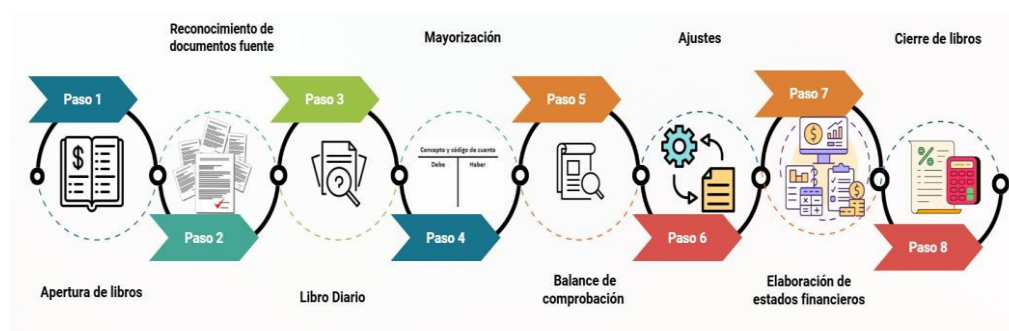 Reconocimiento de
documentos fuente
Mayorización
Ajustes
Cierre de libros
Paso 1
Paso 3
Paso 5
Paso 7
Concepto y código de cuenta
Debe Haber
Paso 2
Paso 4
Paso 6
Paso 8
Apertura de libros
Libro Diario
Balance de
comprobación
Elaboración de
estados financieros